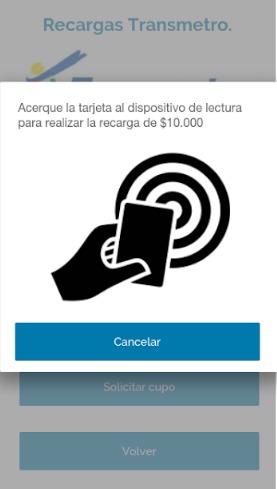 Recargas Transmetro.
Acerque la tarjeta al dispositivo de lectura
para realizar la recarga de $10.000
Cancelar
Solicitar cupo
Volver